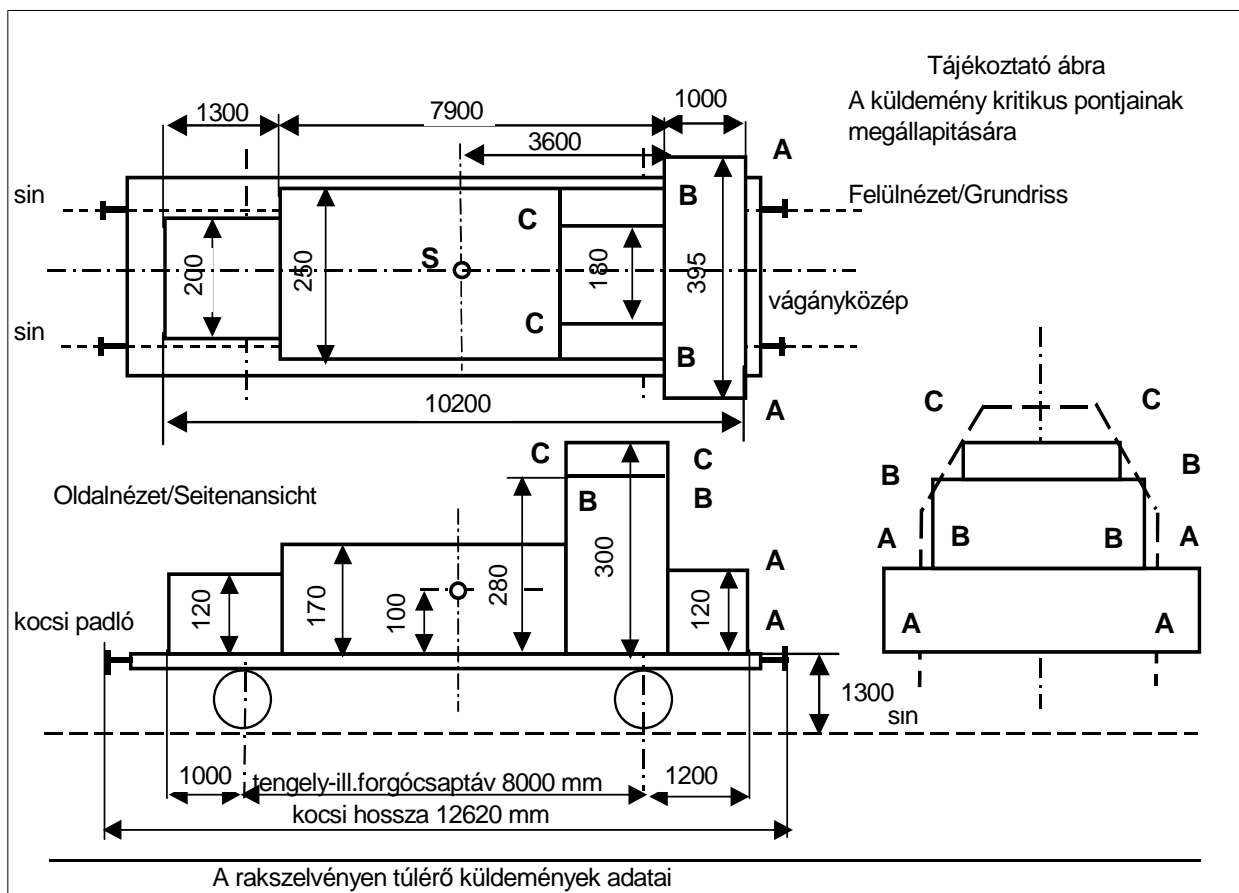 Tájékoztató ábra
A küldemény kritikus pontjainak
megállapitására
1300
7900
1000
3600
A
sin
B
Felülnézet/Grundriss
C
200
250
S
180
395
vágányközép
sin
C
B
10200
A
C
C
C
C
Oldalnézet/Seitenansicht
B
B
B
B
A
B
B
A
A
120
170
100
280
300
120
kocsi padló
A
A
A
1300
sin
1000
tengely-ill.forgócsaptáv 8000 mm
1200
kocsi hossza 12620 mm
A rakszelvényen túlérő küldemények adatai